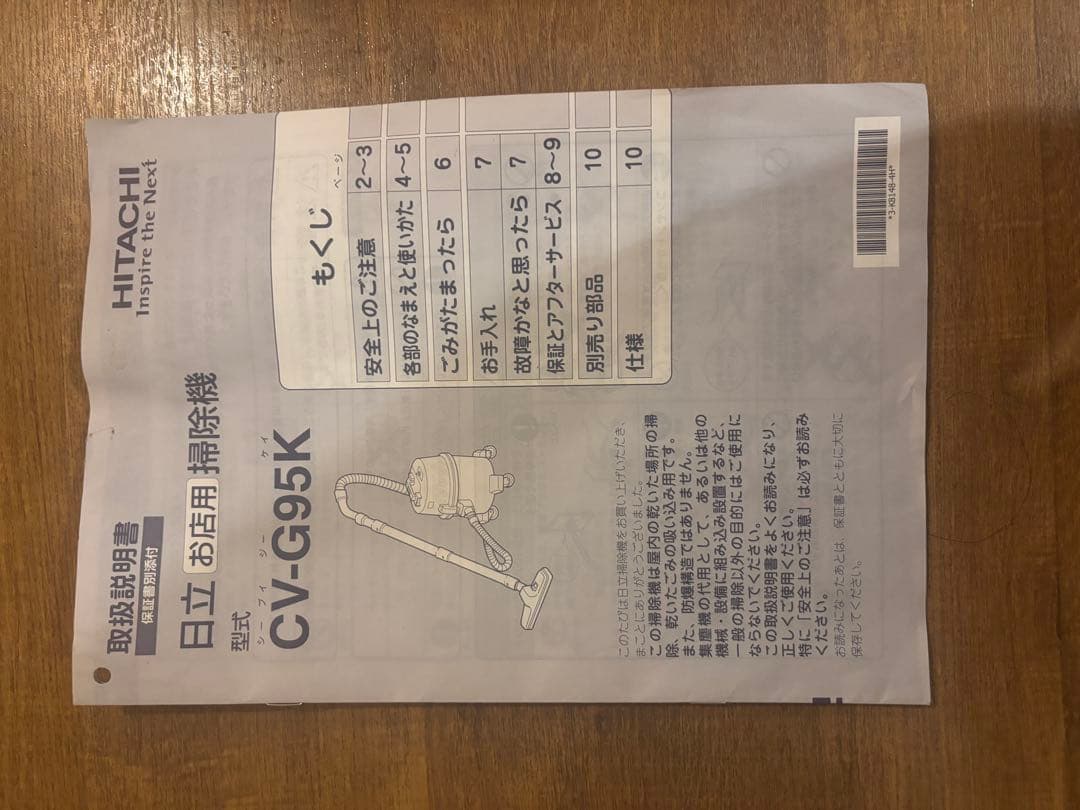 取扱説明書
保証書別添付
HITACHI
Inspire the Next
日立 お店用 掃除機
型式
シーブイ ジー ケイ
CV-G95K
もくじ
ページ
安全上のご注意 2~3
各部のなまえと使いかた 4~5
ごみがたまったら 6
お手入れ 7
故障かなと思ったら 7
保証とアフターサービス 8~9
別売り部品 10
仕様 10
このたびは日立掃除機をお買い上げいただき、
まことにありがとうございました。
この掃除機は屋内の乾いた場所の掃
除、乾いたごみの吸い込み用です。
また、防爆構造ではありません。
集塵機の代用として、あるいは他の
機械・設備に組み込み設置するなど、
一般の掃除以外の目的にはご使用に
ならないでください。
この取扱説明書をよくお読みになり、
正しくご使用ください。
特に「安全上のご注意」は必ずお読み
ください。
お読みになったあとは、保証書とともに大切に
保存してください。
*3-K8148-4H*